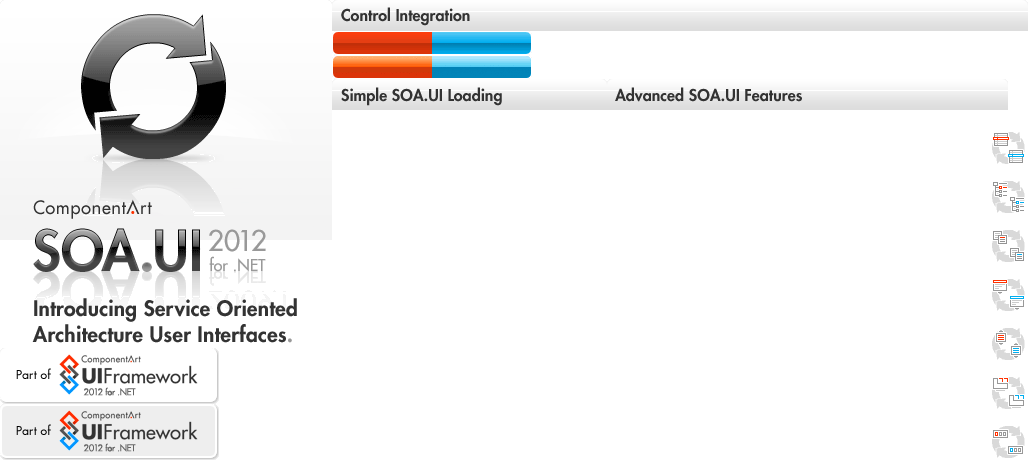 Control Integration
Simple SOA.UI Loading
Advanced SOA.UI Features
ComponentArt
SOA.UI 2012
for .NET
Introducing Service Oriented
Architecture User Interfaces.
Part of
ComponentArt
UIFramework
2012 for .NET
Part of
ComponentArt
UIFramework
2012 for .NET